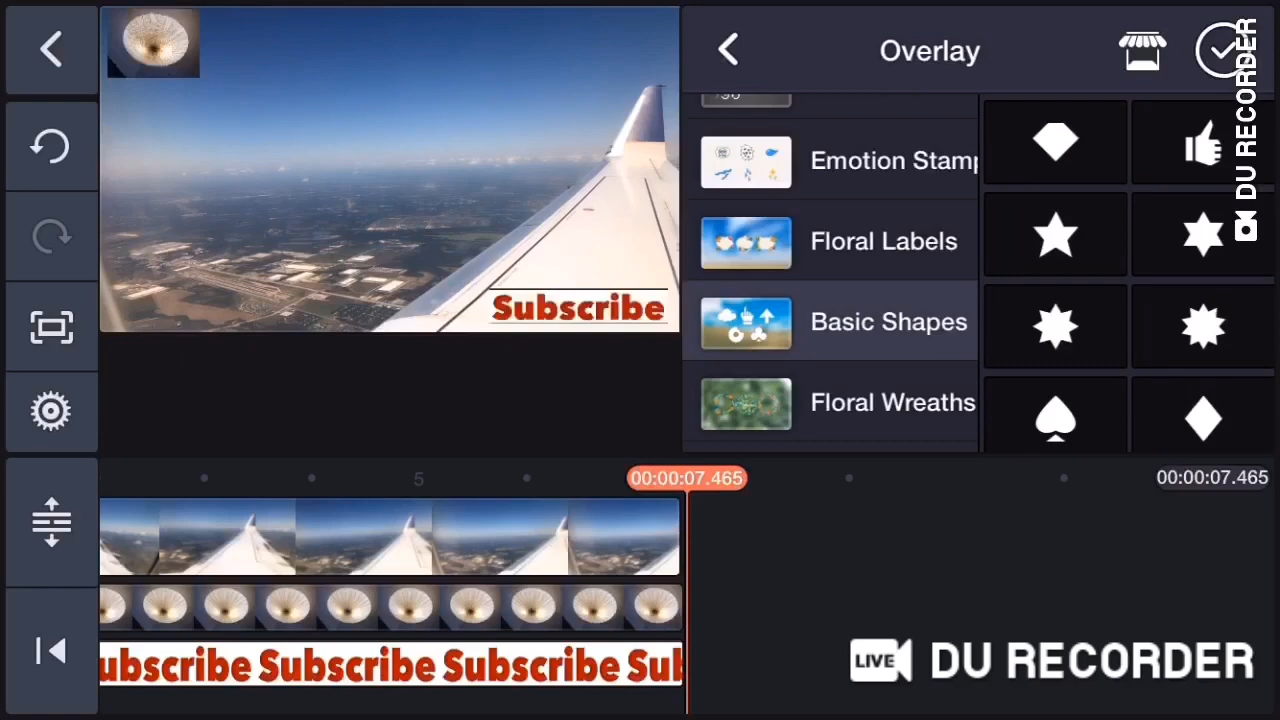 Overlay
Emotion Stamp
Floral Labels
Basic Shapes
Floral Wreaths
DU RECORDER
Subscribe
5
00:00:07.465
00:00:07.465
ubscribe Subscribe Subscribe Sub
LIVE
DU RECORDER